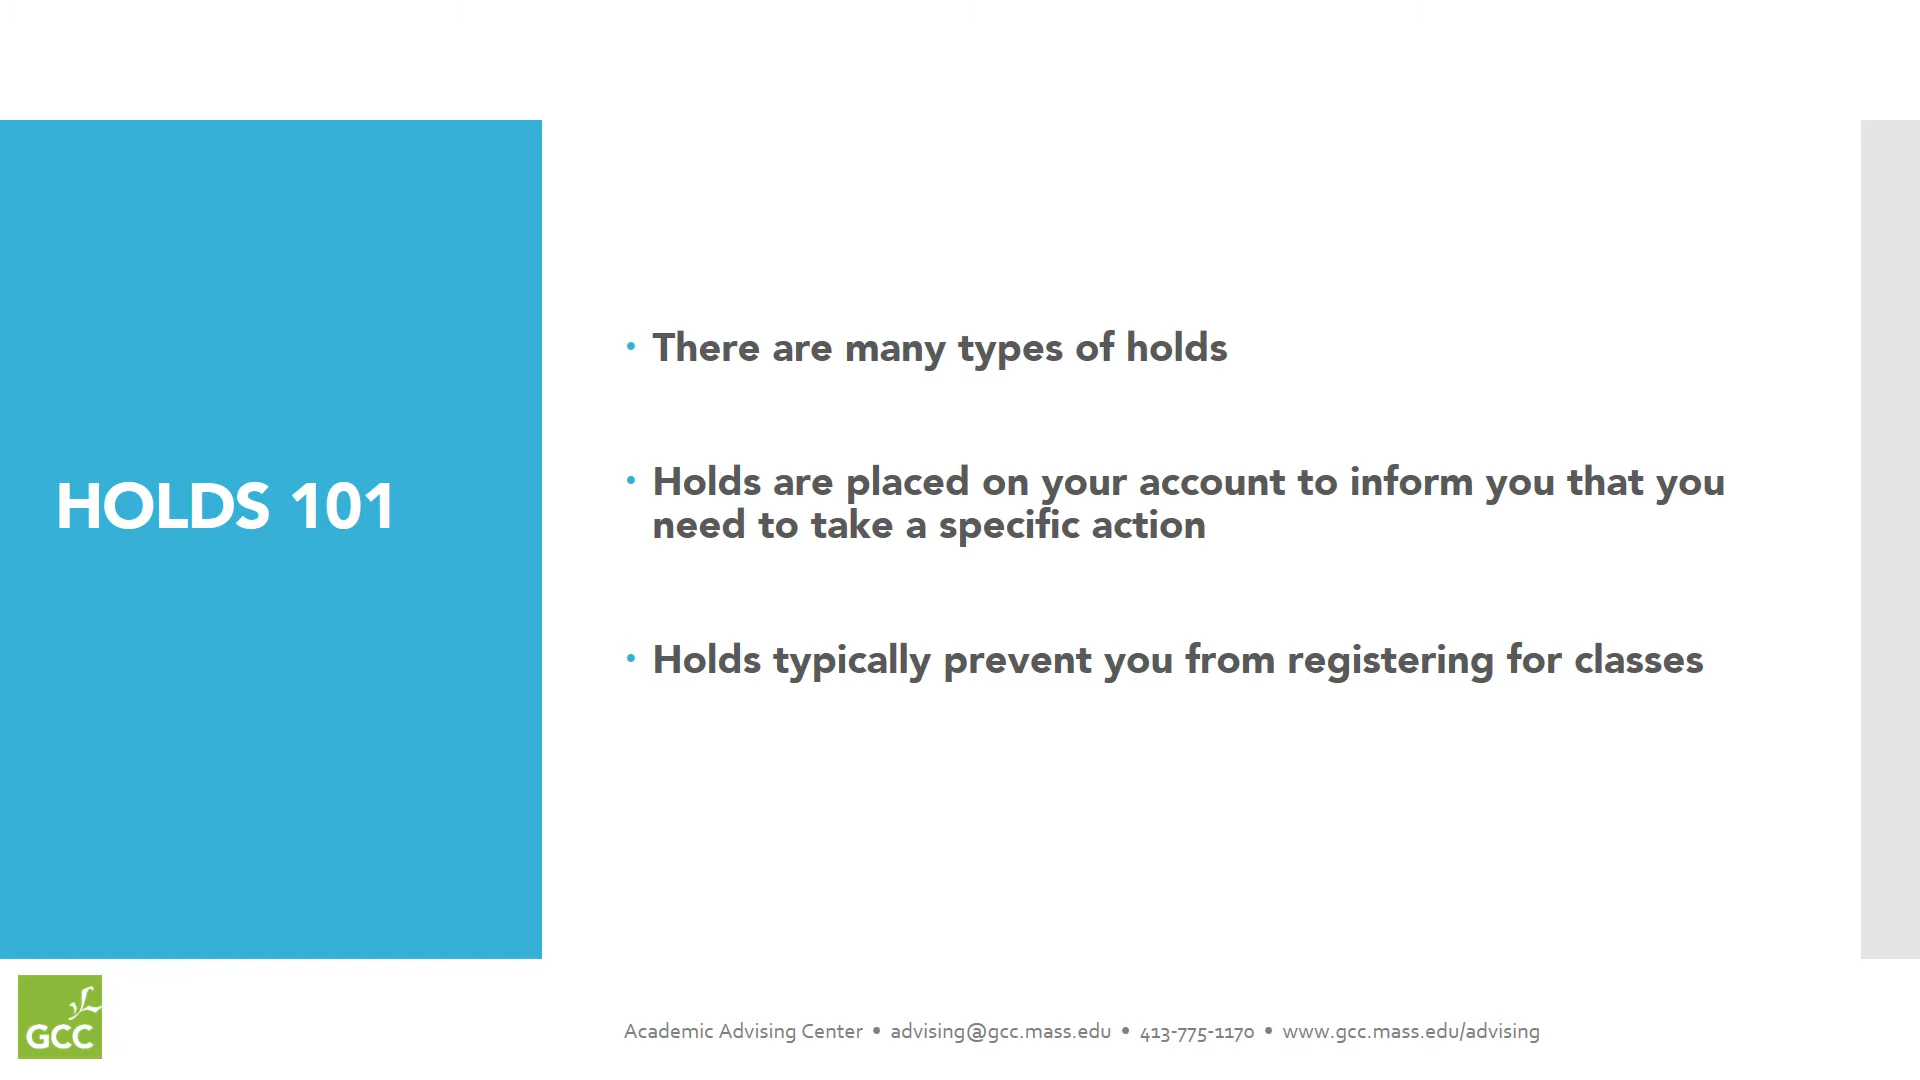 HOLDS 101
• There are many types of holds
• Holds are placed on your account to inform you that you
need to take a specific action
• Holds typically prevent you from registering for classes
GCC
Academic Advising Center • advising@gcc.mass.edu • 413-775-1170 • www.gcc.mass.edu/advising